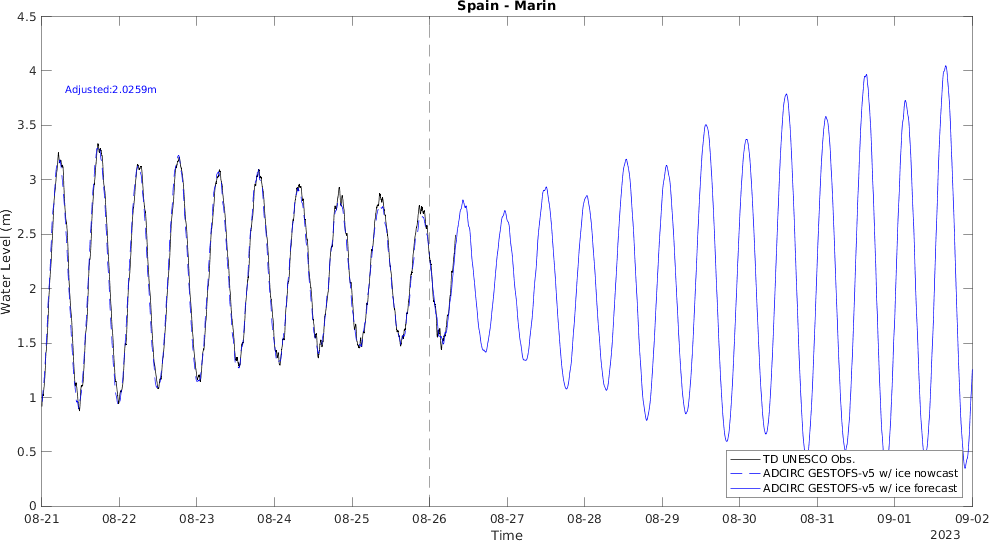 Spain - Marin
4.5
4
3.5
3
2.5
2
1.5
1
0.5
0
Water Level (m)
Adjusted:2.0259m
TD UNESCO Obs.
ADCIRC GESTOFS-v5 w/ ice nowcast
ADCIRC GESTOFS-v5 w/ ice forecast
08-21 08-22 08-23 08-24 08-25 08-26 08-27 08-28 08-29 08-30 08-31 09-01 09-02
Time
2023